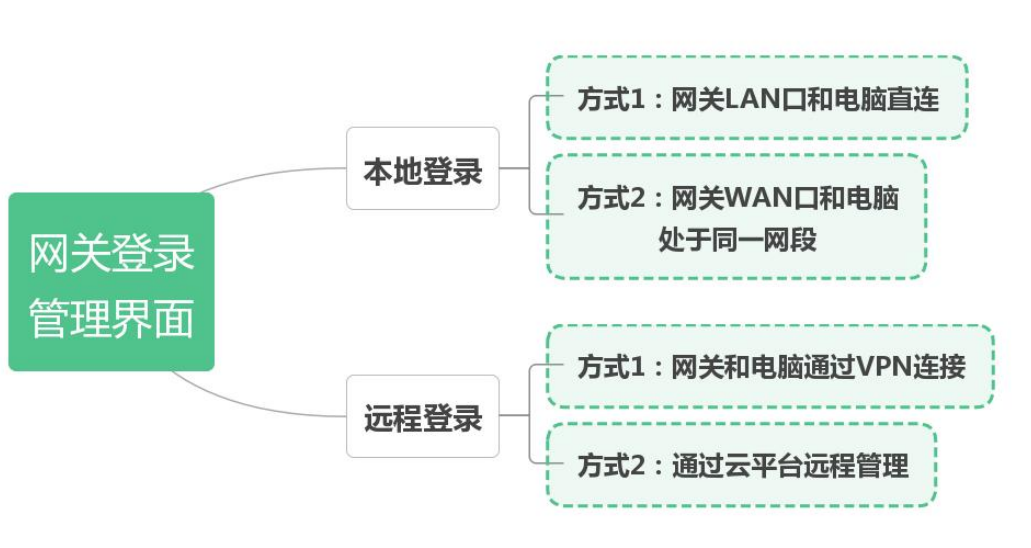 网关登录
管理界面
本地登录
方式1：网关LAN口和电脑直连
方式2：网关WAN口和电脑
处于同一网段
远程登录
方式1：网关和电脑通过VPN连接
方式2：通过云平台远程管理